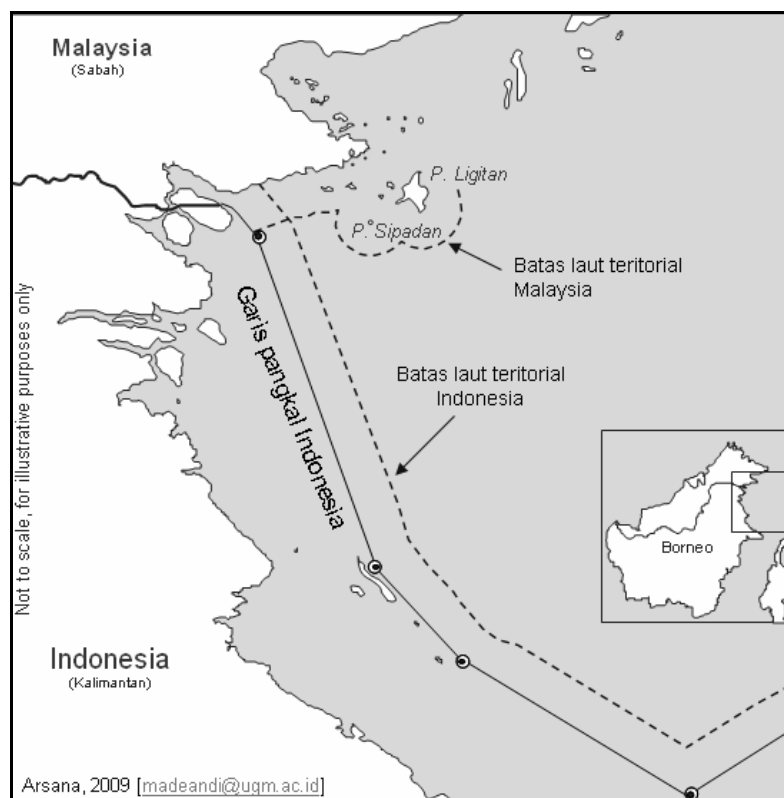 Malaysia
(Sabah)
P. Ligitan
P. Sipadan
Batas laut teritorial
Malaysia
Garis pangkal Indonesia
Batas laut teritorial
Indonesia
Not to scale, for illustrative purposes only
Borneo
Indonesia
(Kalimantan)
Arsana, 2009 [madeandi@ugm.ac.id]